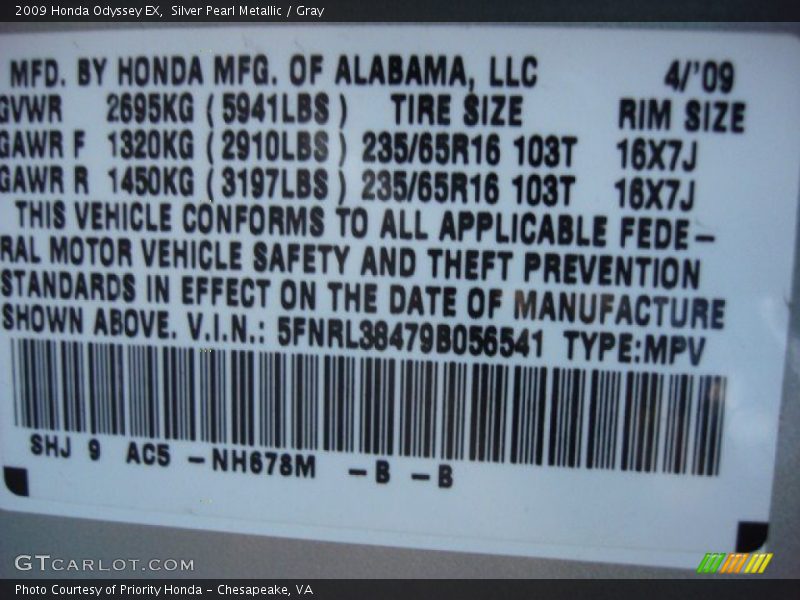 2009 Honda Odyssey EX, Silver Pearl Metallic / Gray
MFD. BY HONDA MFG. OF ALABAMA, LLC 4/'09
GVWR 2695KG (5941LBS) TIRE SIZE RIM SIZE
GAWR F 1320KG (2910LBS) 235/65R16 103T 16X7J
GAWR R 1450KG (3197LBS) 235/65R16 103T 16X7J
THIS VEHICLE CONFORMS TO ALL APPLICABLE FEDE-
RAL MOTOR VEHICLE SAFETY AND THEFT PREVENTION
STANDARDS IN EFFECT ON THE DATE OF MANUFACTURE
SHOWN ABOVE. V.I.N.: 5FNRL38479B056541 TYPE:MPV
SHJ 9 AC5 -NH678M -B -B
GTCARLOT.COM
Photo Courtesy of Priority Honda - Chesapeake, VA